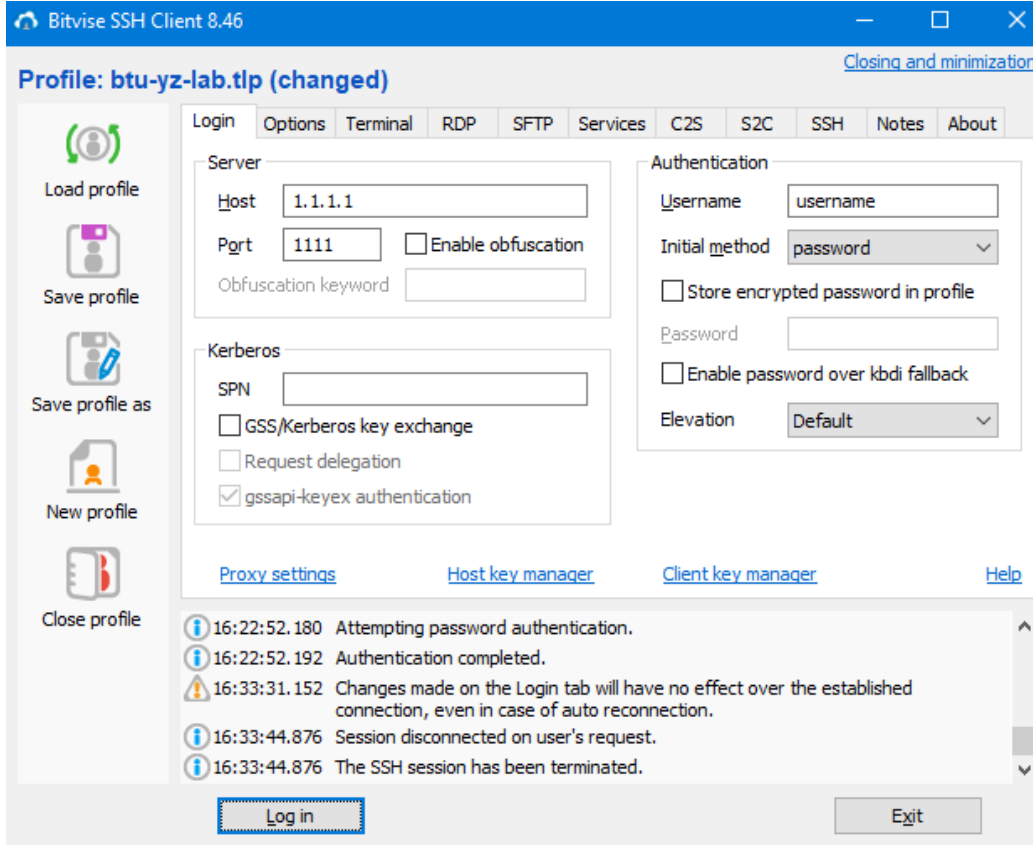 Bitvise SSH Client 8.46
Closing and minimization
Profile: btu-yz-lab.tlp (changed)
Load profile
Save profile
Save profile as
New profile
Close profile
Login Options Terminal RDP SFTP Services C2S S2C SSH Notes About
Server
Host 1.1.1.1
Port 1111 Enable obfuscation
Obfuscation keyword
Kerberos
SPN
GSS/Kerberos key exchange
Request delegation
gssapi-keyex authentication
Authentication
Username username
Initial method password
Store encrypted password in profile
Password
Enable password over kbdi fallback
Elevation Default
Proxy settings Host key manager Client key manager Help
16:22:52.180 Attempting password authentication.
16:22:52.192 Authentication completed.
16:33:31.152 Changes made on the Login tab will have no effect over the established
connection, even in case of auto reconnection.
16:33:44.876 Session disconnected on user's request.
16:33:44.876 The SSH session has been terminated.
Log in Exit